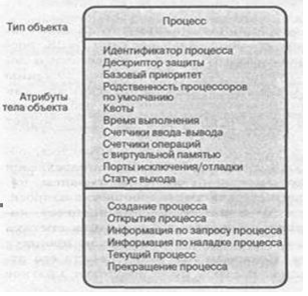 Тип объекта
Процесс
Атрибуты
тела объекта
Идентификатор процесса
Дескриптор защиты
Базовый приоритет
Родственность процессоров
по умолчанию
Квоты
Время выполнения
Счетчики ввода-вывода
Счетчики операций
с виртуальной памятью
Порты исключения/отладки
Статус выхода
Создание процесса
Открытие процесса
Информация по запросу процесса
Информация по наладке процесса
Текущий процесс
Прекращение процесса